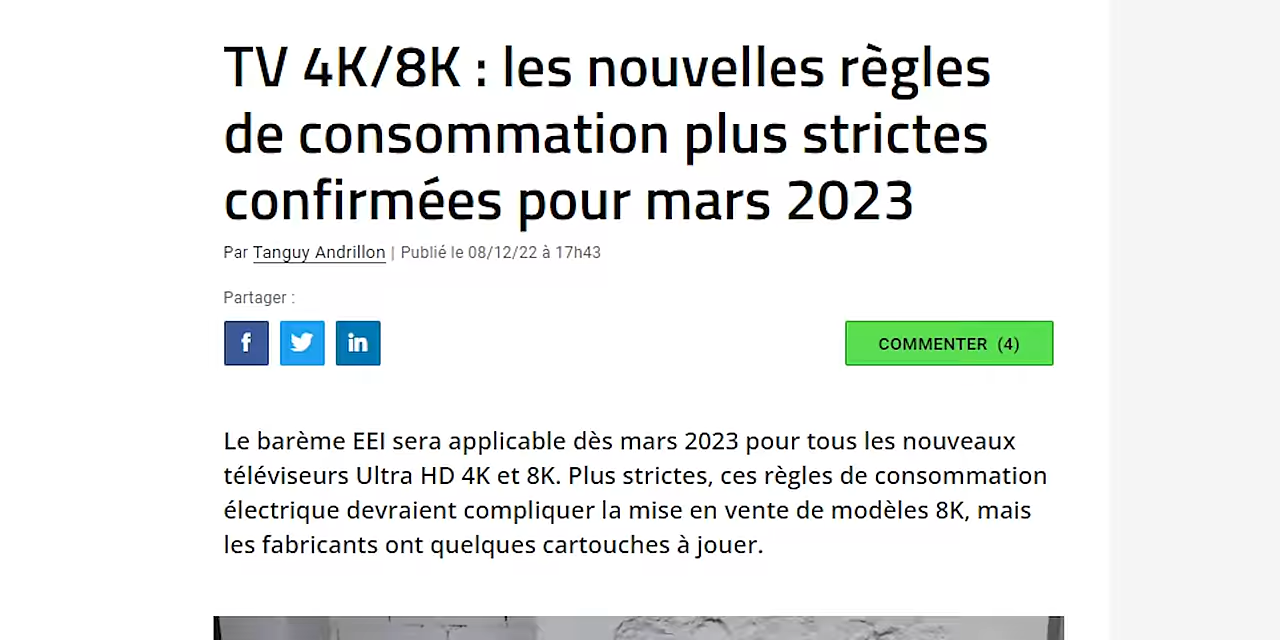 TV 4K/8K : les nouvelles règles
de consommation plus strictes
confirmées pour mars 2023
Par Tanguy Andrillon | Publié le 08/12/22 à 17h43
Partager :
f in COMMENTER (4)
Le barème EEI sera applicable dès mars 2023 pour tous les nouveaux
téléviseurs Ultra HD 4K et 8K. Plus strictes, ces règles de consommation
électrique devraient compliquer la mise en vente de modèles 8K, mais
les fabricants ont quelques cartouches à jouer.